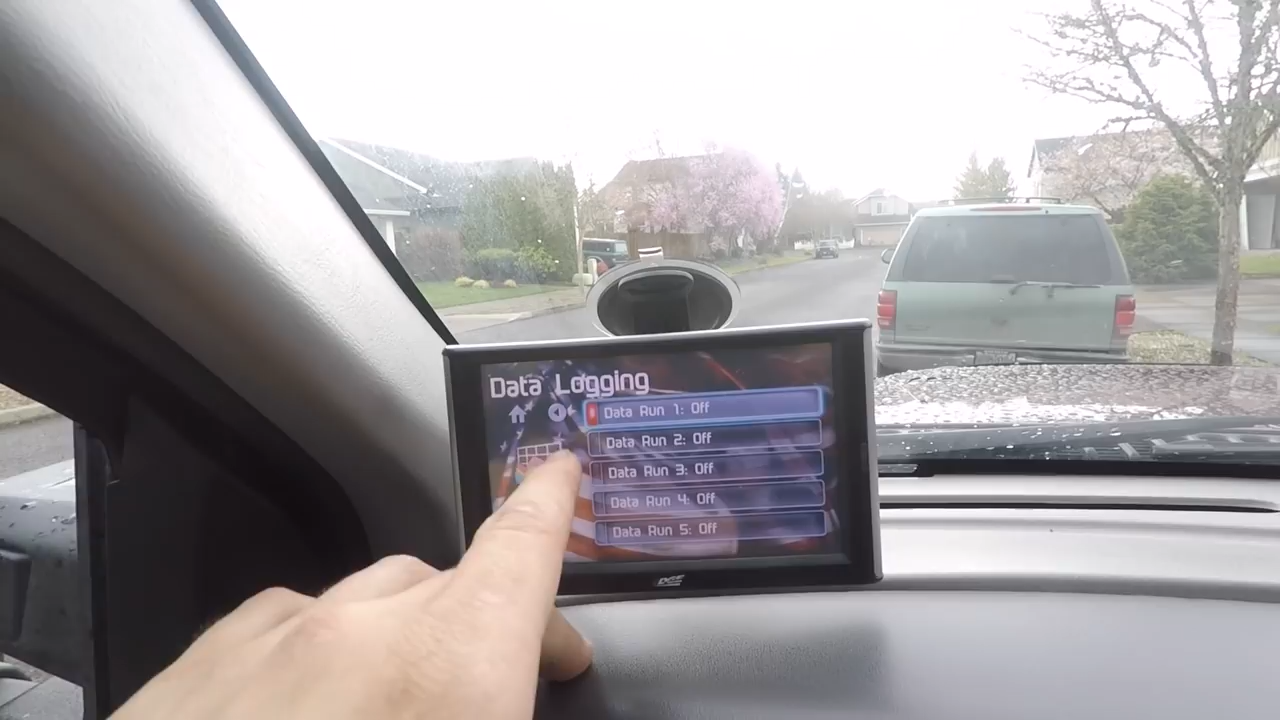 Data Logging
Data Run 1: Off
Data Run 2: Off
Data Run 3: Off
Data Run 4: Off
Data Run 5: Off